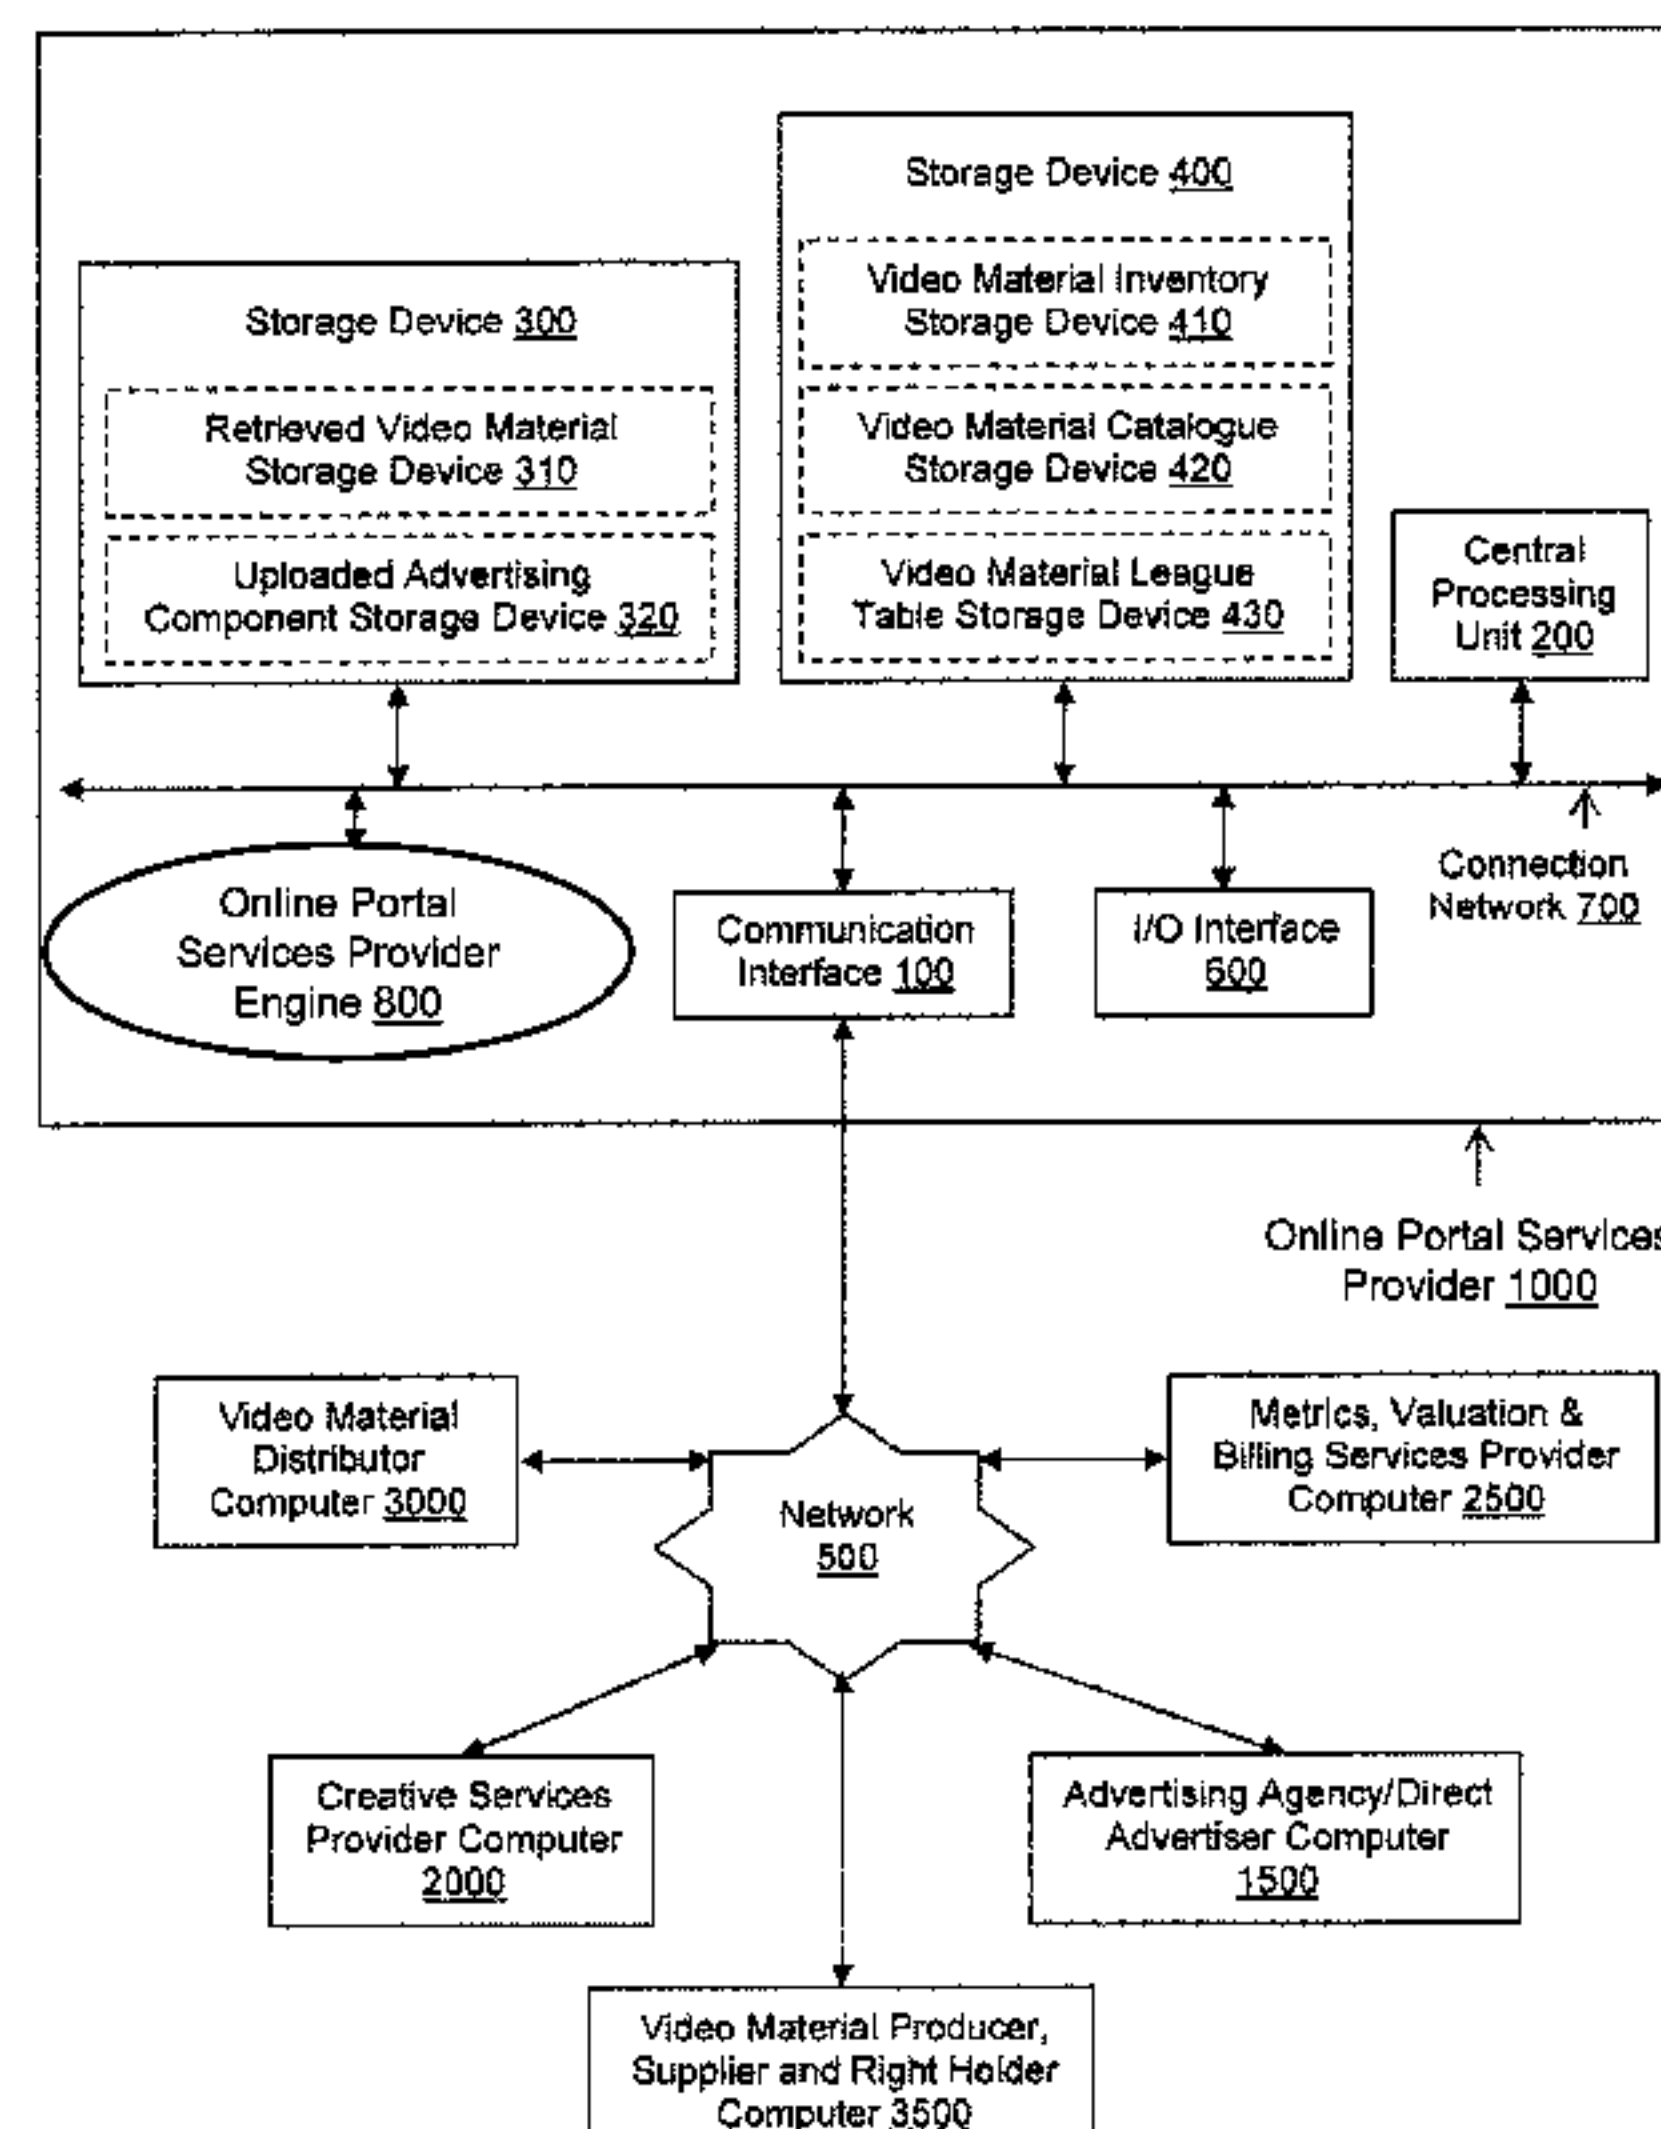 Storage Device 400
Video Material Inventory
Storage Device 410
Video Material Catalogue
Storage Device 420
Video Material League
Table Storage Device 430
Storage Device 300
Retrieved Video Material
Storage Device 310
Uploaded Advertising
Component Storage Device 320
Central
Processing
Unit 200
Connection
Network 700
Online Portal
Services Provider
Engine 800
Communication
Interface 100
I/O Interface
600
Online Portal Services
Provider 1000
Video Material
Distributor
Computer 3000
Network
500
Metrics, Valuation &
Billing Services Provider
Computer 2500
Creative Services
Provider Computer
2000
Advertising Agency/Direct
Advertiser Computer
1500
Video Material Producer,
Supplier and Right Holder
Computer 3500